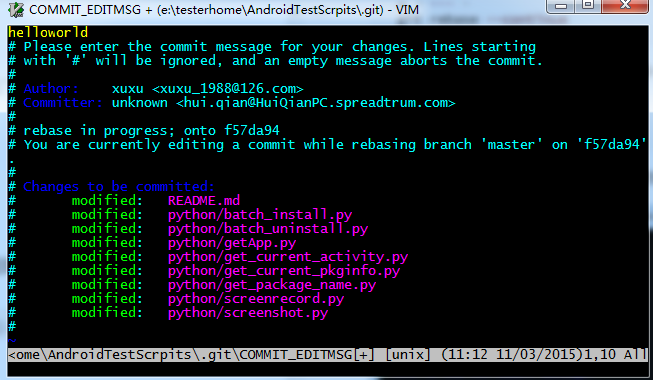 COMMIT_EDITMSG + (e:\testerhome\AndroidTestScrpits\.git) - VIM
helloworld
# Please enter the commit message for your changes. Lines starting
# with '#' will be ignored, and an empty message aborts the commit.
#
# Author:    xuxu <xuxu_1988@126.com>
# Committer: unknown <hui.qian@HuiQianPC.spreadtrum.com>
#
# rebase in progress; onto f57da94
# You are currently editing a commit while rebasing branch 'master' on 'f57da94'
.
#
# Changes to be committed:
#       modified:   README.md
#       modified:   python/batch_install.py
#       modified:   python/batch_uninstall.py
#       modified:   python/getApp.py
#       modified:   python/get_current_activity.py
#       modified:   python/get_current_pkginfo.py
#       modified:   python/get_package_name.py
#       modified:   python/screenrecord.py
#       modified:   python/screenshot.py
#
~
<ome\AndroidTestScrpits\.git\COMMIT_EDITMSG[+] [unix] (11:12 11/03/2015)1,10 All